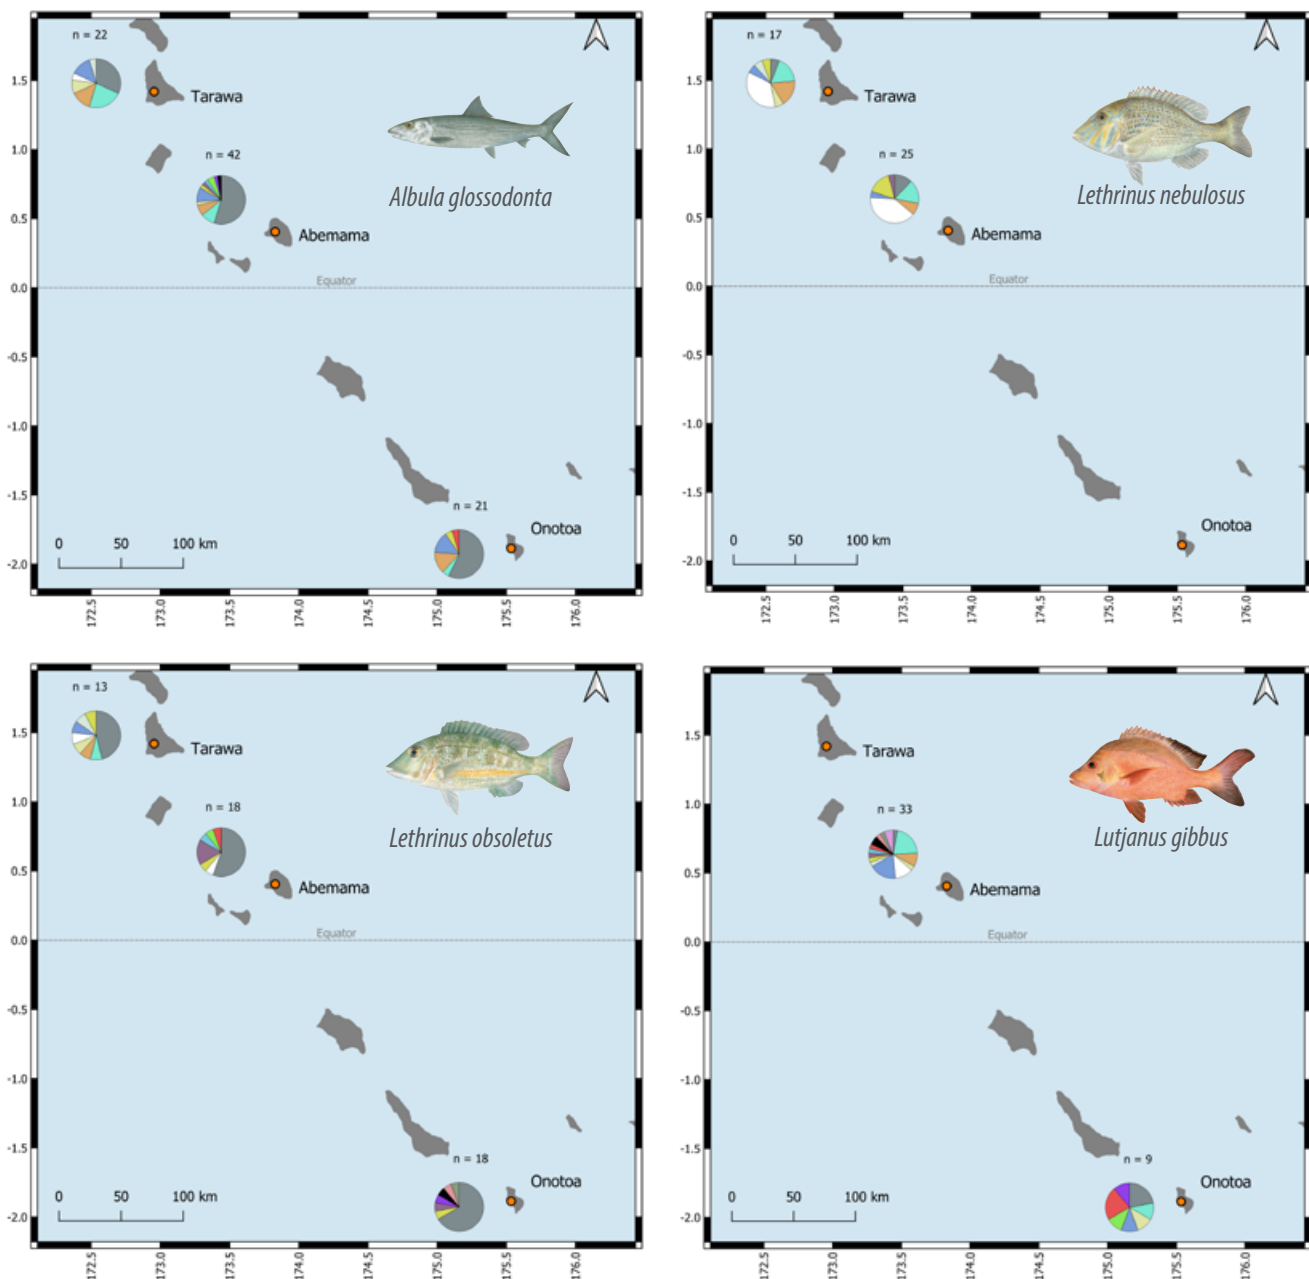 n = 22
1.5
Tarawa
1.0
n = 42
Albula glossodonta
0.5
Abemama
Equator
0.0
-0.5
-1.0
-1.5
n = 21
Onotoa
0 50 100 km
-2.0
172.5 173.0 173.5 174.0 174.5 175.0 175.5 176.0
n = 17
1.5
Tarawa
1.0
n = 25
Lethrinus nebulosus
0.5
Abemama
Equator
0.0
-0.5
-1.0
-1.5
Onotoa
0 50 100 km
-2.0
172.5 173.0 173.5 174.0 174.5 175.0 175.5 176.0
n = 13
1.5
Tarawa
1.0
n = 18
Lethrinus obsoletus
0.5
Abemama
Equator
0.0
-0.5
-1.0
-1.5
n = 18
Onotoa
0 50 100 km
-2.0
172.5 173.0 173.5 174.0 174.5 175.0 175.5 176.0
1.5
Tarawa
1.0
n = 33
Lutjanus gibbus
0.5
Abemama
Equator
0.0
-0.5
-1.0
-1.5
n = 9
Onotoa
0 50 100 km
-2.0
172.5 173.0 173.5 174.0 174.5 175.0 175.5 176.0